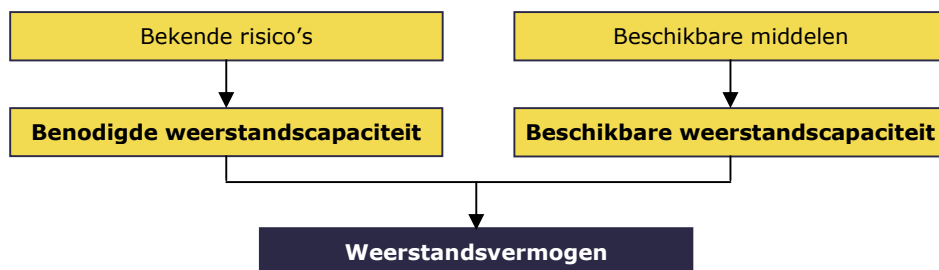 Bekende risico's
Beschikbare middelen
Benodigde weerstandscapaciteit
Beschikbare weerstandscapaciteit
Weerstandsvermogen